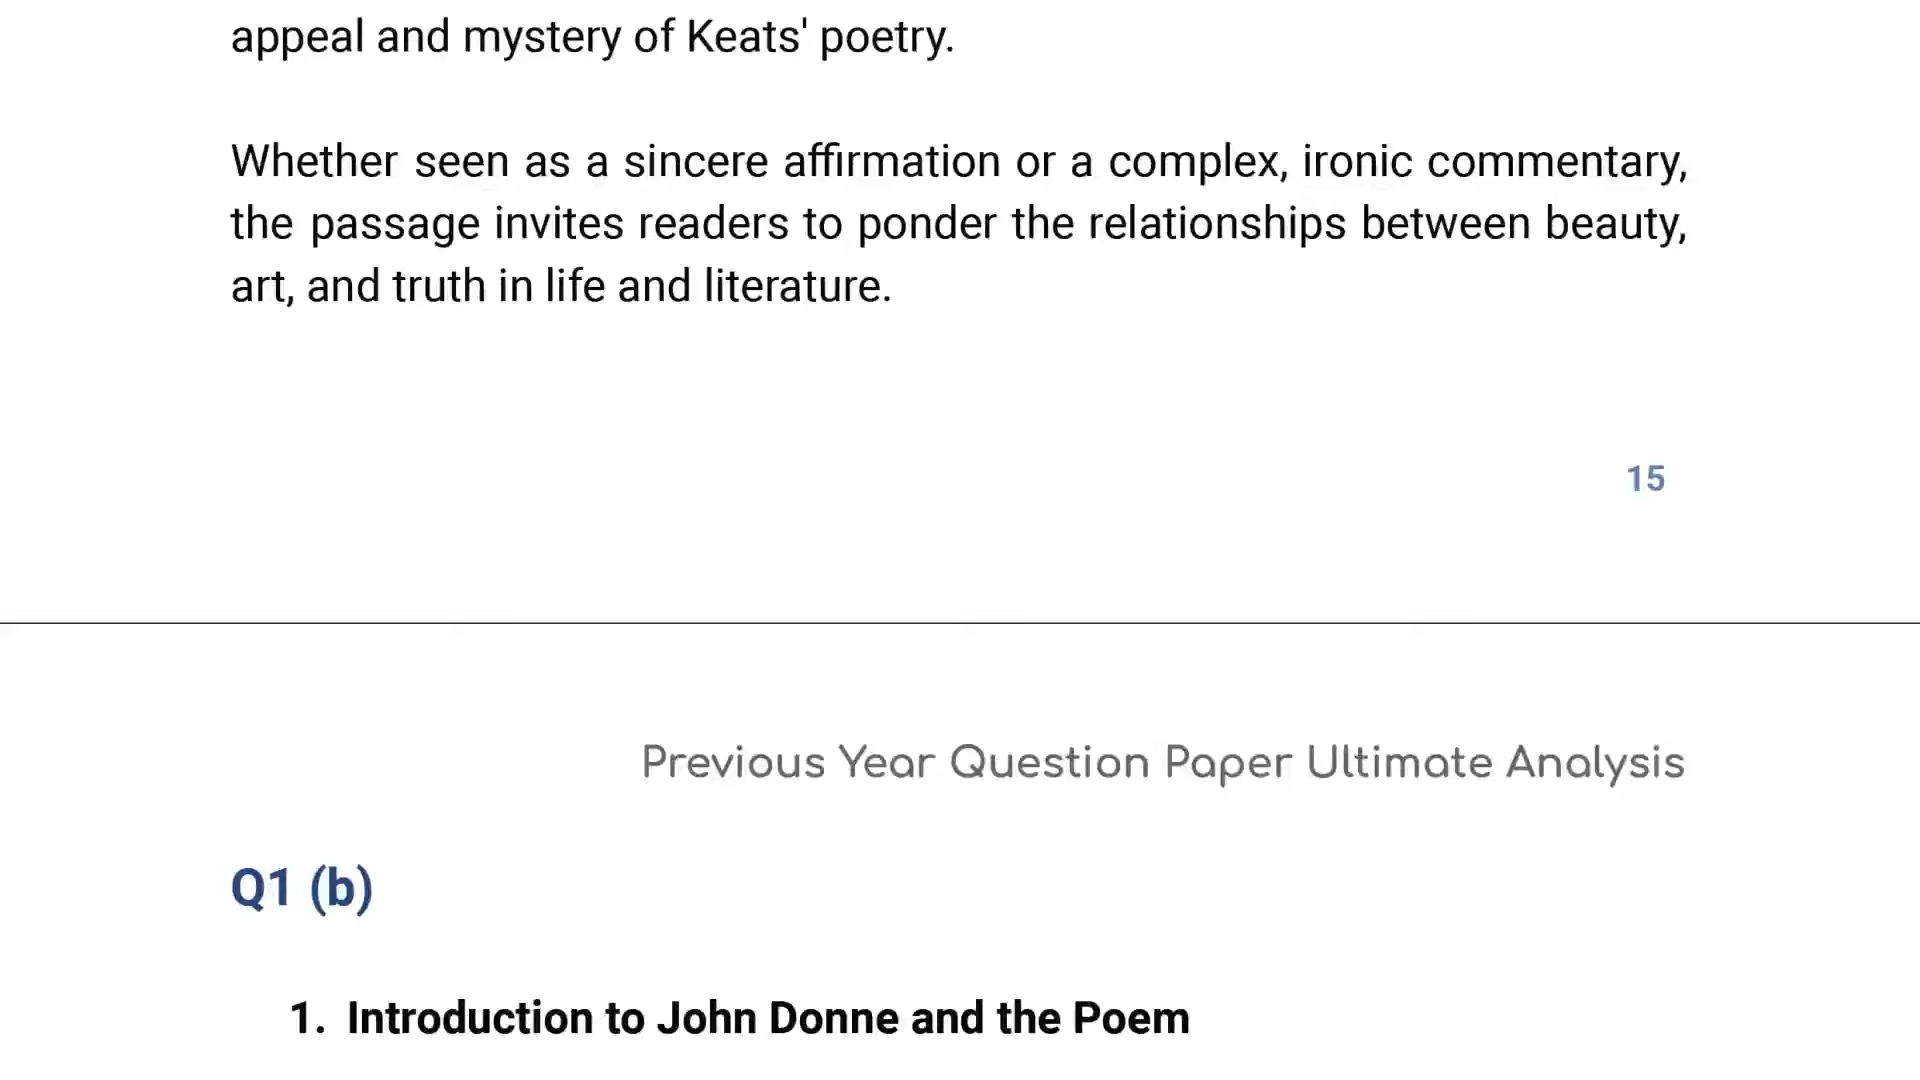 appeal and mystery of Keats' poetry.
Whether seen as a sincere affirmation or a complex, ironic commentary,
the passage invites readers to ponder the relationships between beauty,
art, and truth in life and literature.
15
Previous Year Question Paper Ultimate Analysis
Q1 (b)
1. Introduction to John Donne and the Poem